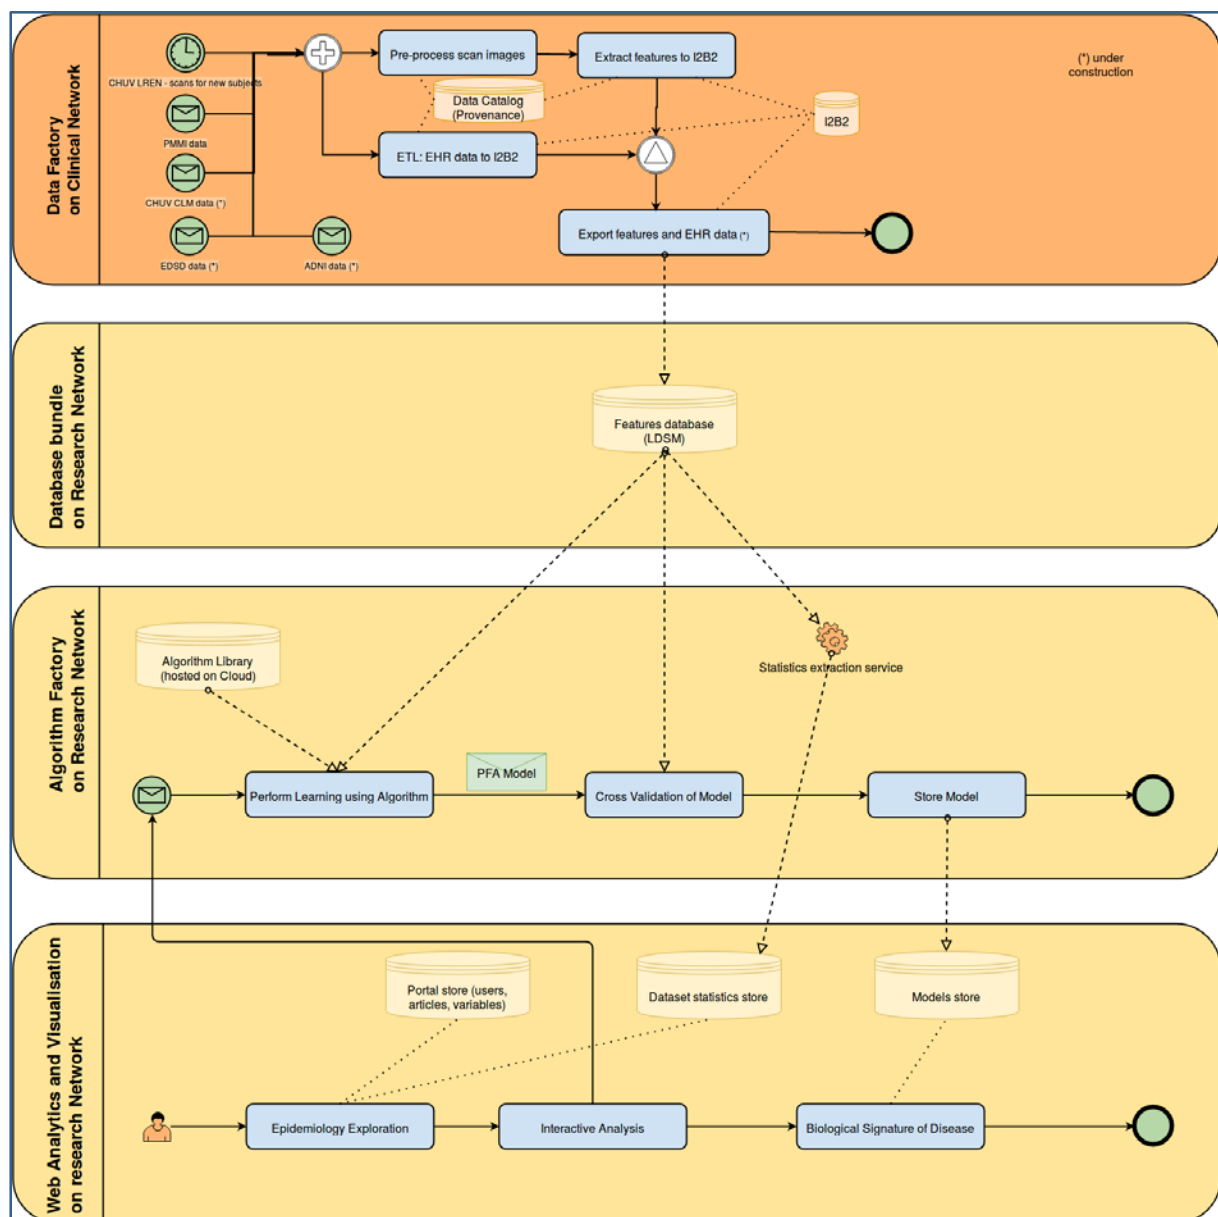 Data Factory
on Clinical Network
CHUV LREN - scans for new subjects
PMMI data
CHUV CLM data (*)
EDSD data (*)
ADNI data (*)
Pre-process scan images
Extract features to I2B2
Data Catalog
(Provenance)
I2B2
(*) under
construction
ETL: EHR data to I2B2
Export features and EHR data (*)
Database bundle
on Research Network
Features database
(LDSM)
Algorithm Factory
on Research Network
Algorithm Library
(hosted on Cloud)
Statistics extraction service
Perform Learning using Algorithm
PFA Model
Cross Validation of Model
Store Model
Web Analytics and Visualisation
on research Network
Portal store (users,
articles, variables)
Dataset statistics store
Models store
Epidemiology Exploration
Interactive Analysis
Biological Signature of Disease